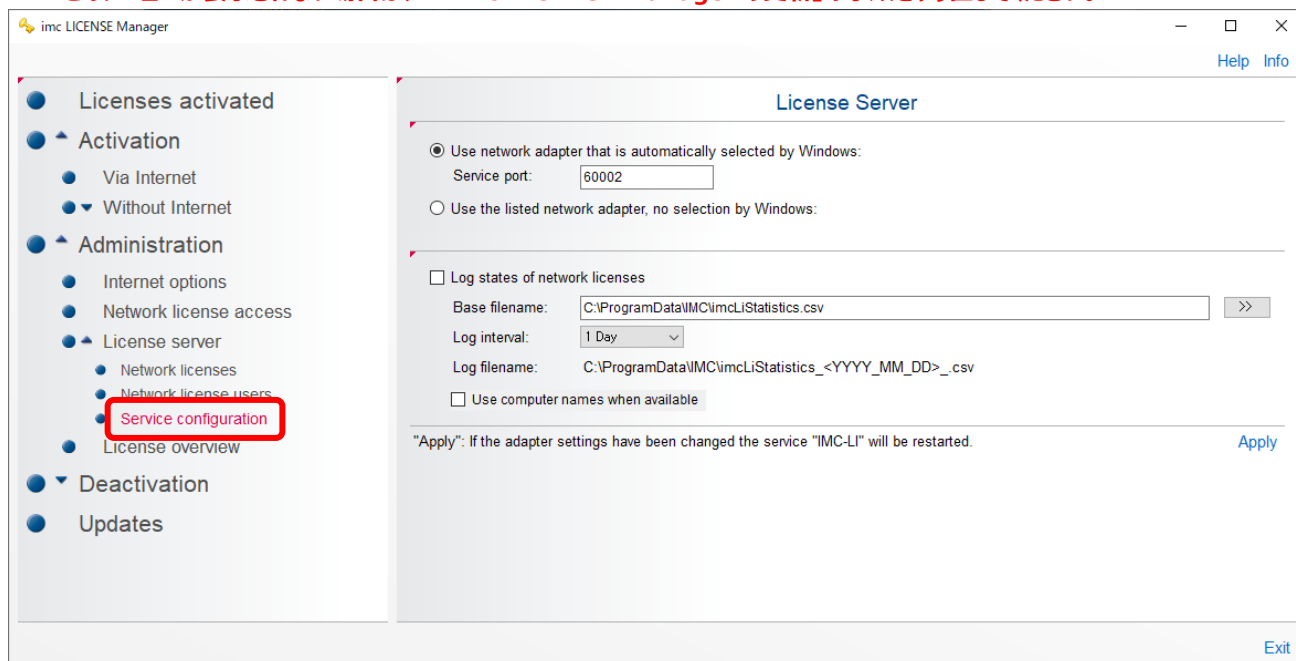 imc LICENSE Manager
Help Info
Licenses activated
Activation
Via Internet
Without Internet
Administration
Internet options
Network license access
License server
Network licenses
Network license users
Service configuration
License overview
Deactivation
Updates
License Server
Use network adapter that is automatically selected by Windows:
Service port: 60002
Use the listed network adapter, no selection by Windows:
Log states of network licenses
Base filename: C:\ProgramData\IMC\imcLiStatistics.csv >>
Log interval: 1 Day
Log filename: C:\ProgramData\IMC\imcLiStatistics_<YYYY_MM_DD>_.csv
Use computer names when available
"Apply": If the adapter settings have been changed the service "IMC-LI" will be restarted. Apply
Exit